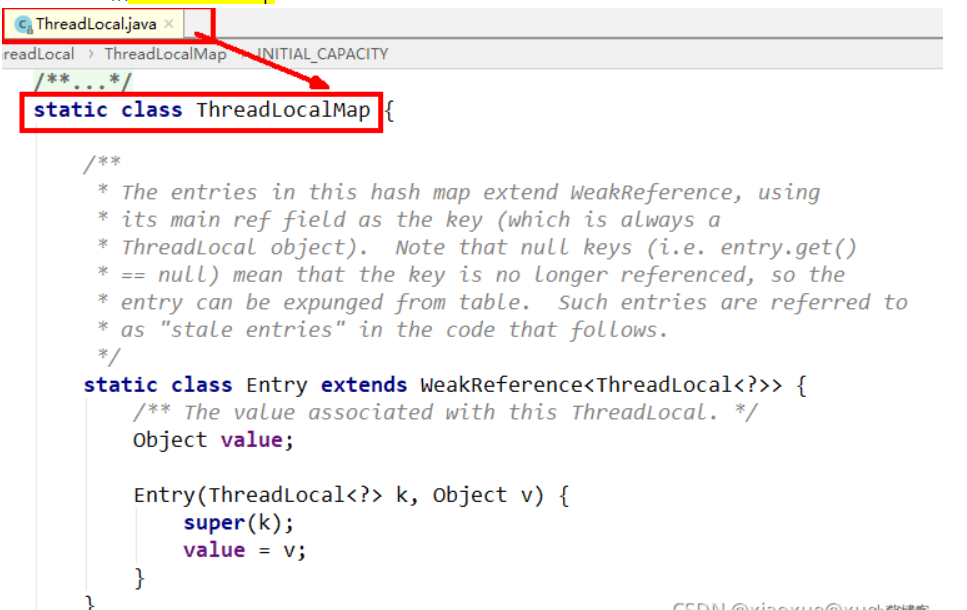 ThreadLocal.java ×
readLocal > ThreadLocalMap > INITIAL_CAPACITY
/**...*/
static class ThreadLocalMap {
/**
* The entries in this hash map extend WeakReference, using
* its main ref field as the key (which is always a
* ThreadLocal object).  Note that null keys (i.e. entry.get()
* == null) mean that the key is no longer referenced, so the
* entry can be expunged from table.  Such entries are referred to
* as "stale entries" in the code that follows.
*/
static class Entry extends WeakReference<ThreadLocal<?>> {
/** The value associated with this ThreadLocal. */
Object value;
Entry(ThreadLocal<?> k, Object v) {
super(k);
value = v;
}
}
CSDN